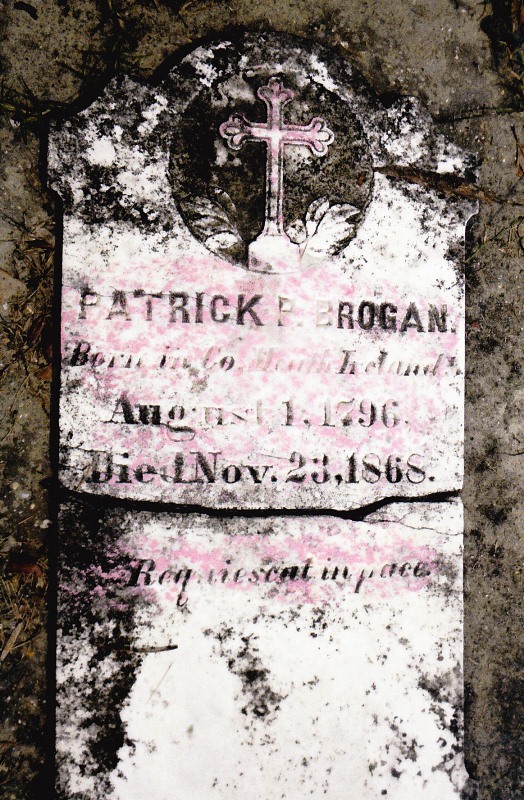 PATRICK P. BROGAN.
Born in Co. Meath Ireland
August 1, 1796.
Died Nov. 23, 1868.
Requiescat in pace